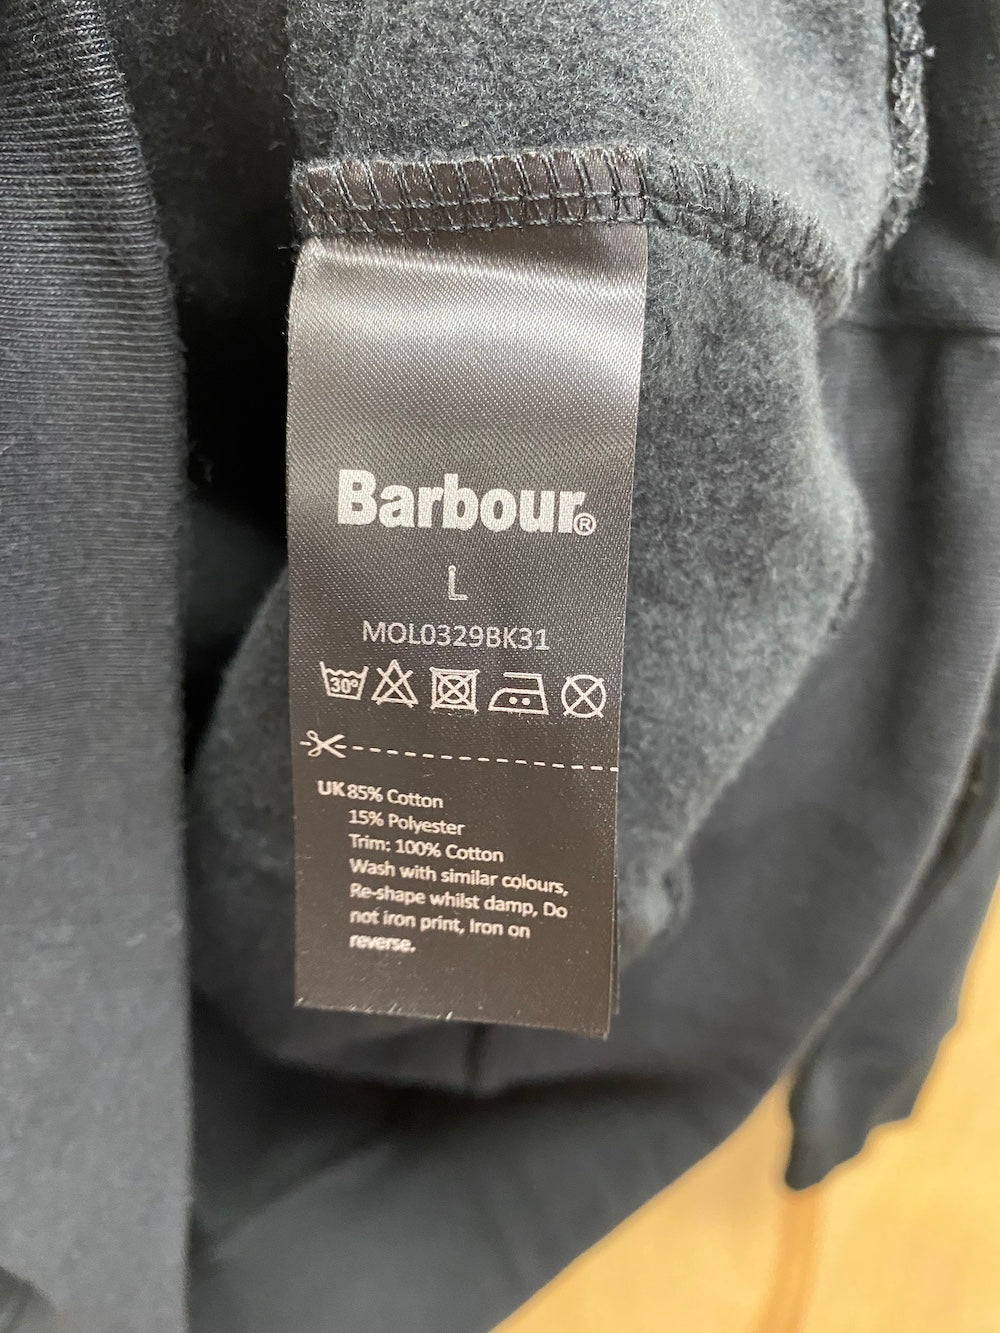 Barbour®
L
MOL0329BK31
30°
UK 85% Cotton
15% Polyester
Trim: 100% Cotton
Wash with similar colours,
Re-shape whilst damp, Do
not iron print, Iron on
reverse.